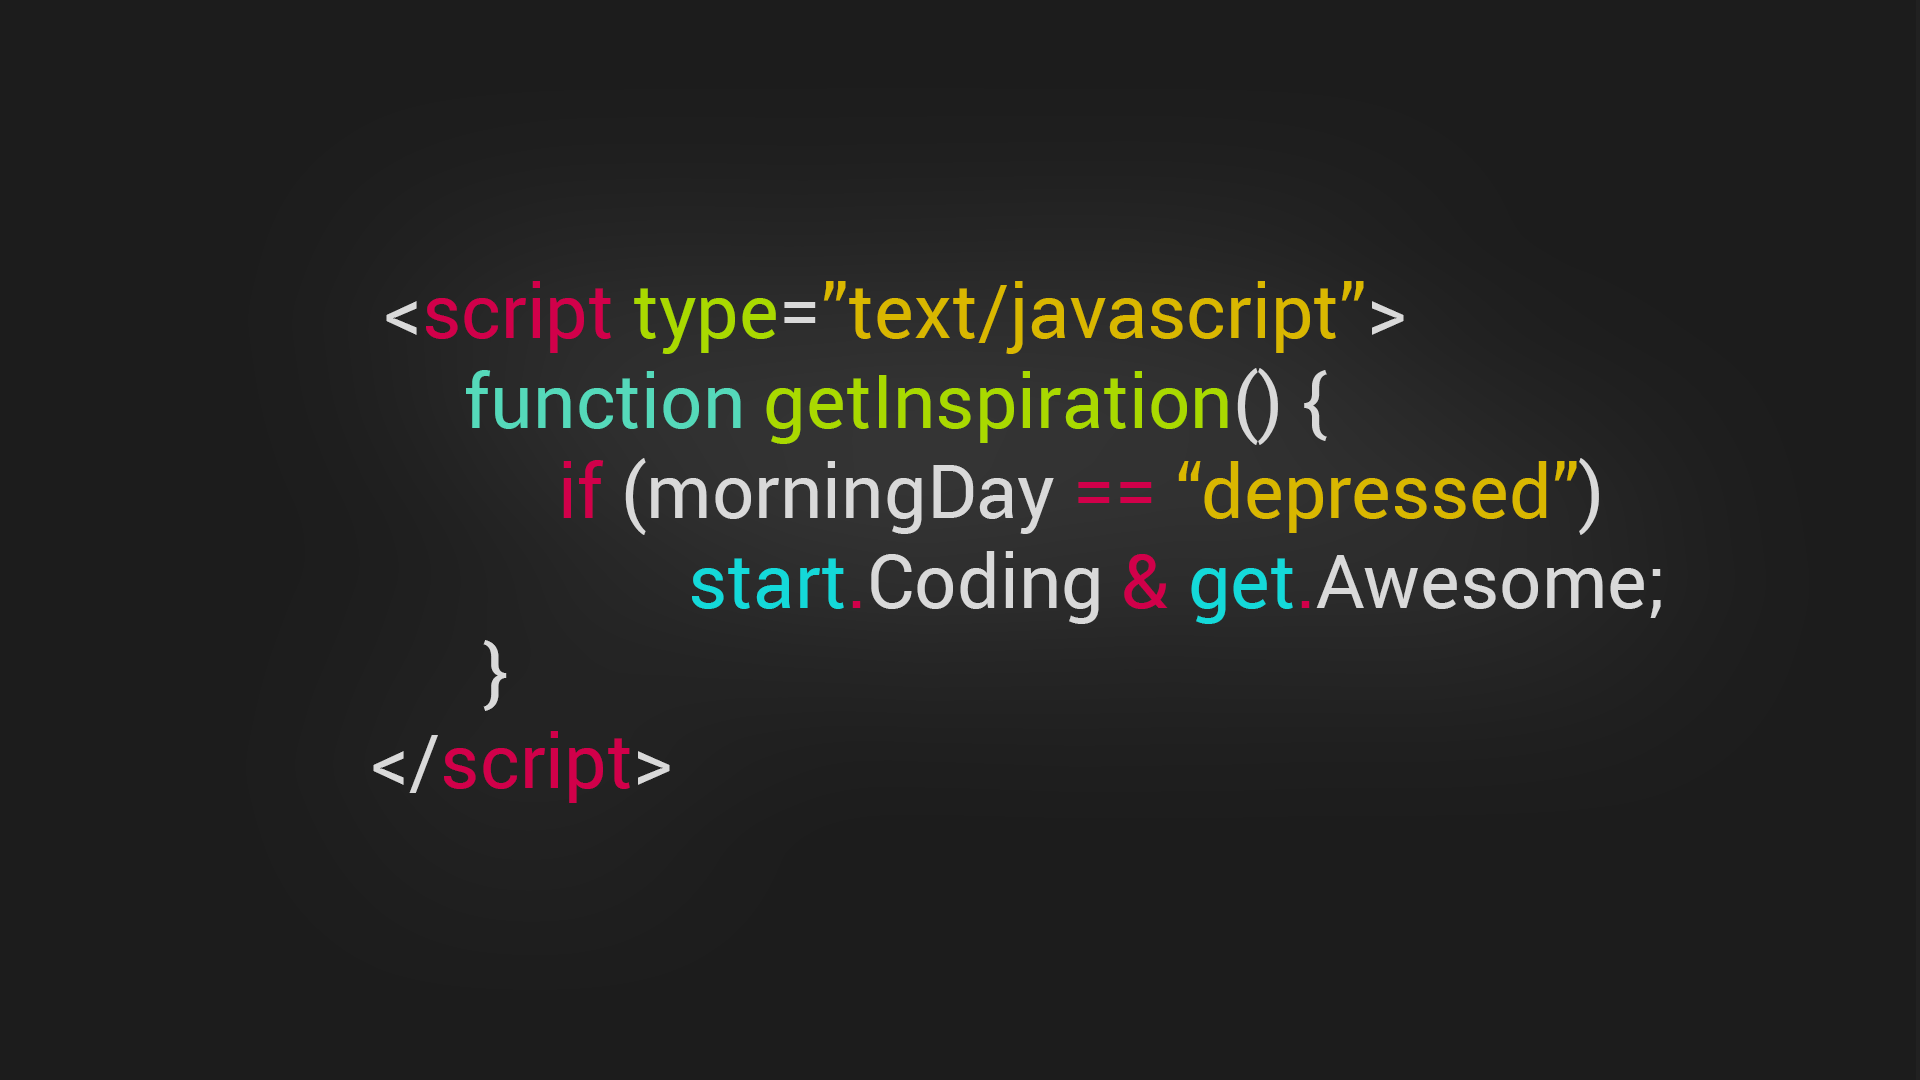 <script type=”text/javascript”>
function getInspiration() {
if (morningDay == “depressed”)
start.Coding & get.Awesome;
}
</script>